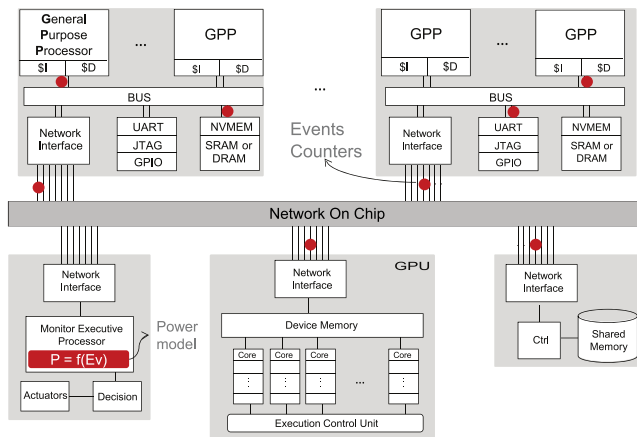 General
Purpose
Processor
$I $D
...
GPP
$I $D
BUS
Network
Interface
UART
JTAG
GPIO
NVMEM
SRAM or
DRAM
...
GPP
$I $D
...
GPP
$I $D
BUS
Network
Interface
UART
JTAG
GPIO
NVMEM
SRAM or
DRAM
Events
Counters
Network On Chip
Network
Interface
Monitor Executive
Processor
P = f(Ev)
Actuators
Decision
Power
model
GPU
Network
Interface
Device Memory
Core Core Core Core
...
Execution Control Unit
Network
Interface
Ctrl
Shared
Memory